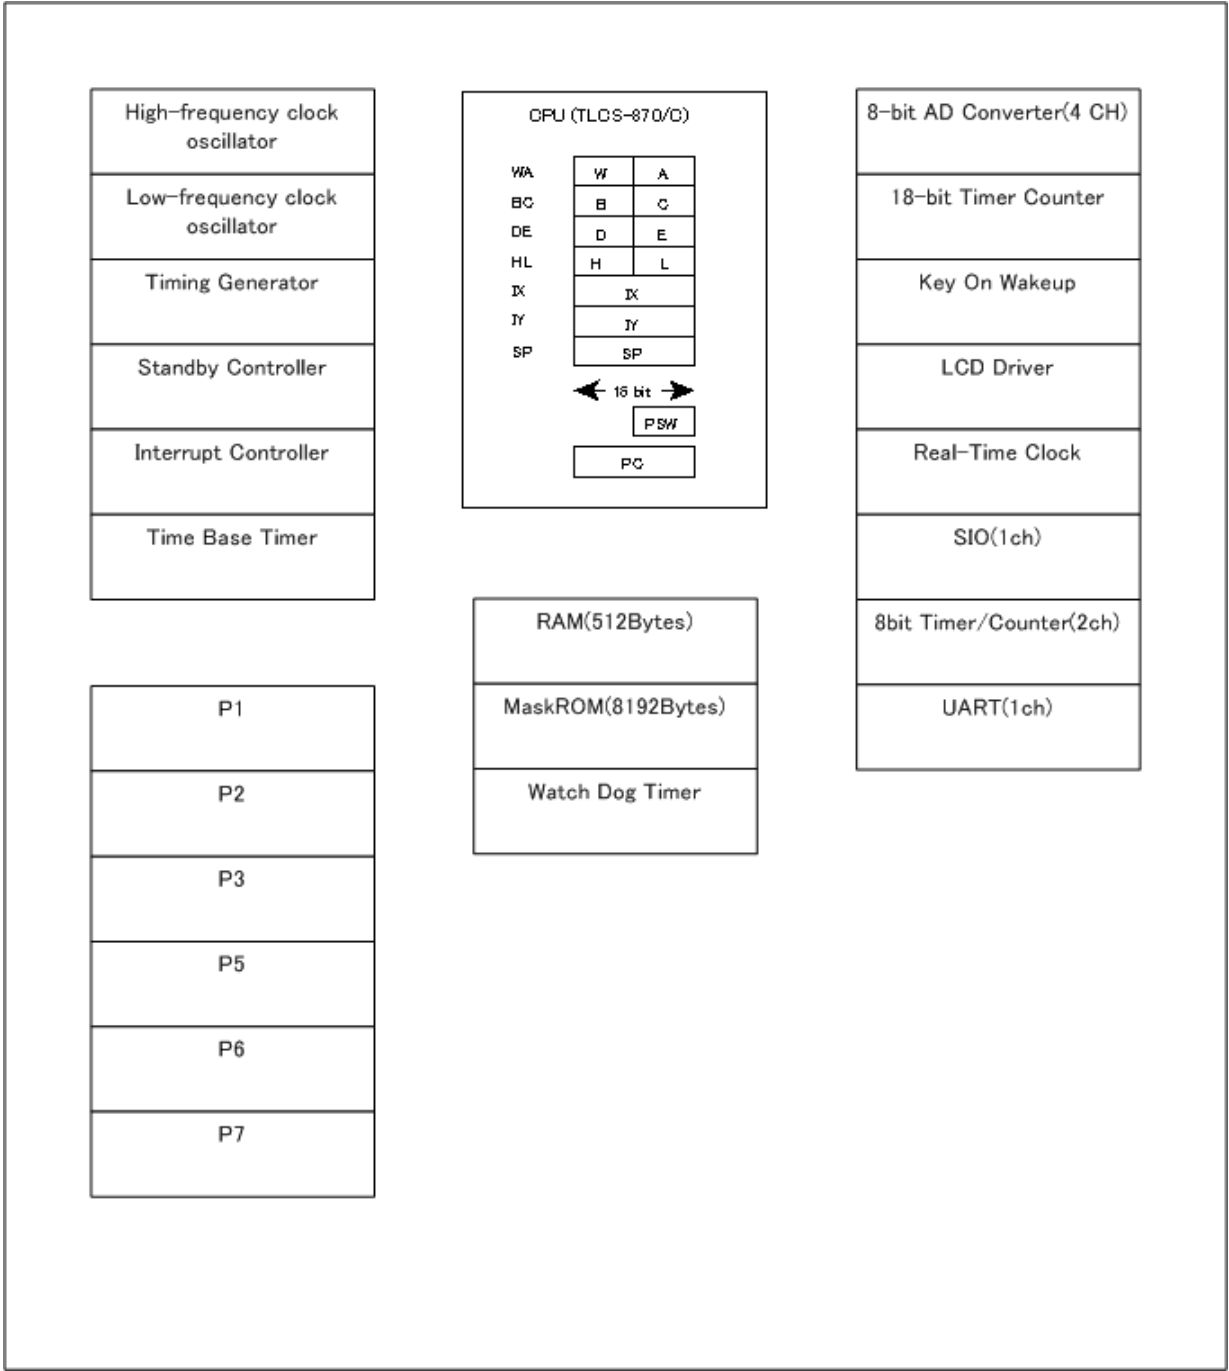 High-frequency clock
oscillator
Low-frequency clock
oscillator
Timing Generator
Standby Controller
Interrupt Controller
Time Base Timer
P1
P2
P3
P5
P6
P7
CPU (TLCS-870/C)
WA W A
BC B C
DE D E
HL H L
IX IX
IY IY
SP SP
16 bit
PSW
PC
RAM(512Bytes)
MaskROM(8192Bytes)
Watch Dog Timer
8-bit AD Converter(4 CH)
18-bit Timer Counter
Key On Wakeup
LCD Driver
Real-Time Clock
SIO(1ch)
8bit Timer/Counter(2ch)
UART(1ch)